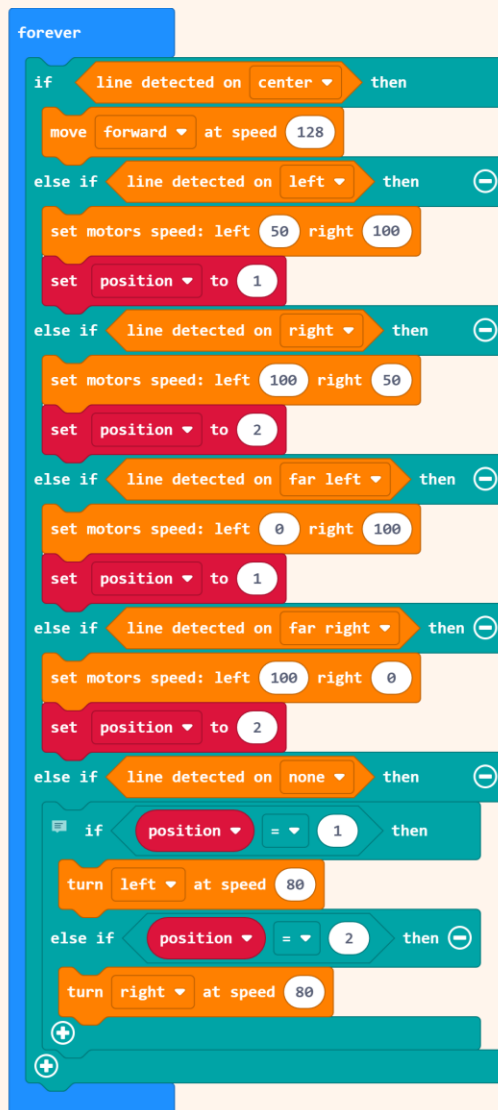 forever
if line detected on center then
move forward at speed 128
else if line detected on left then
set motors speed: left 50 right 100
set position to 1
else if line detected on right then
set motors speed: left 100 right 50
set position to 2
else if line detected on far left then
set motors speed: left 0 right 100
set position to 1
else if line detected on far right then
set motors speed: left 100 right 0
set position to 2
else if line detected on none then
if position = 1 then
turn left at speed 80
else if position = 2 then
turn right at speed 80